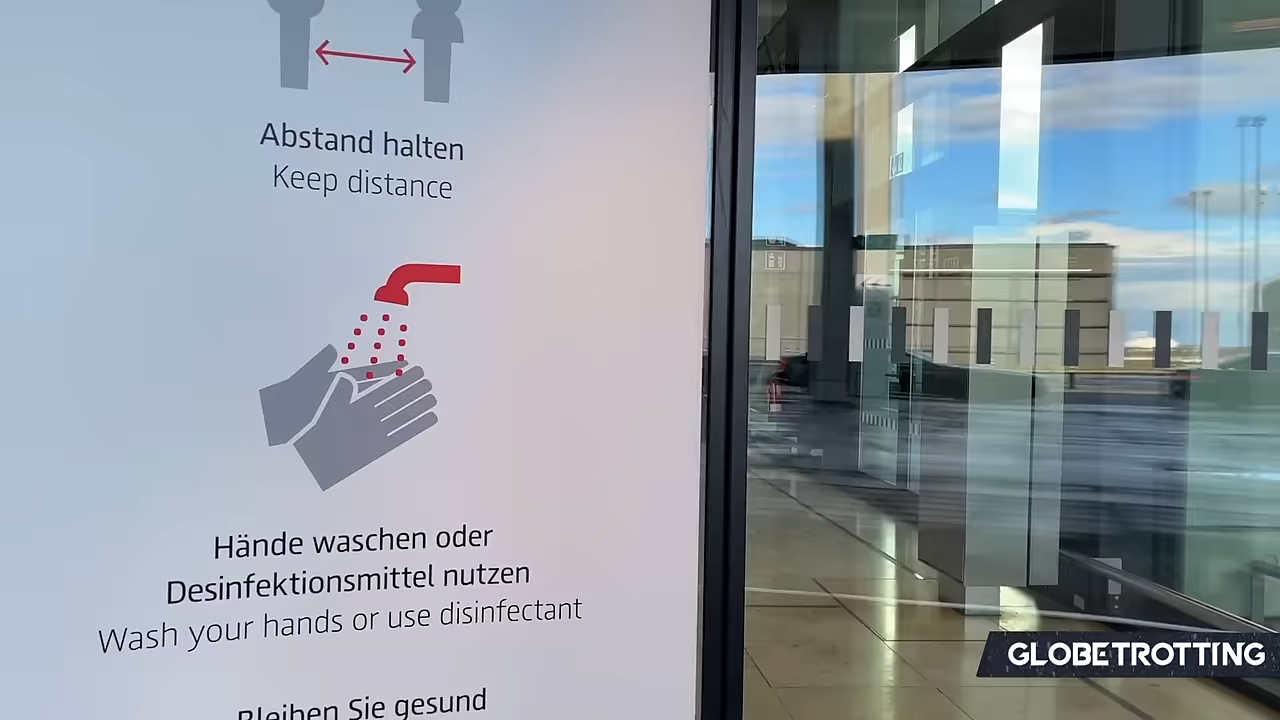 Abstand halten
Keep distance
Hände waschen oder
Desinfektionsmittel nutzen
Wash your hands or use disinfectant
Bleiben Sie gesund
GLOBETROTTING